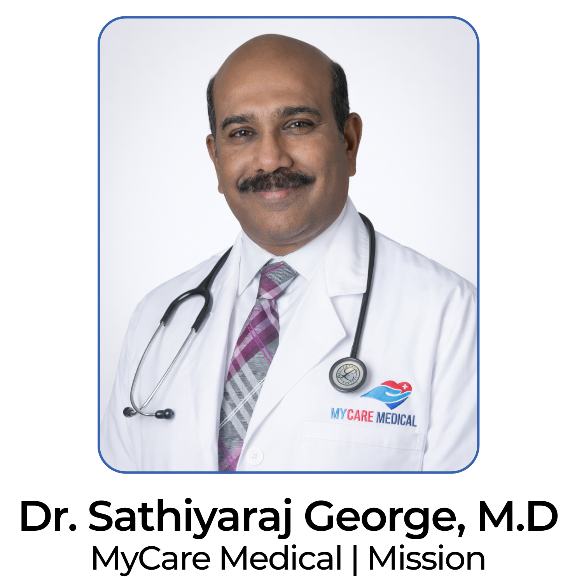 MYCARE MEDICAL
Dr. Sathiyaraj George, M.D
MyCare Medical | Mission